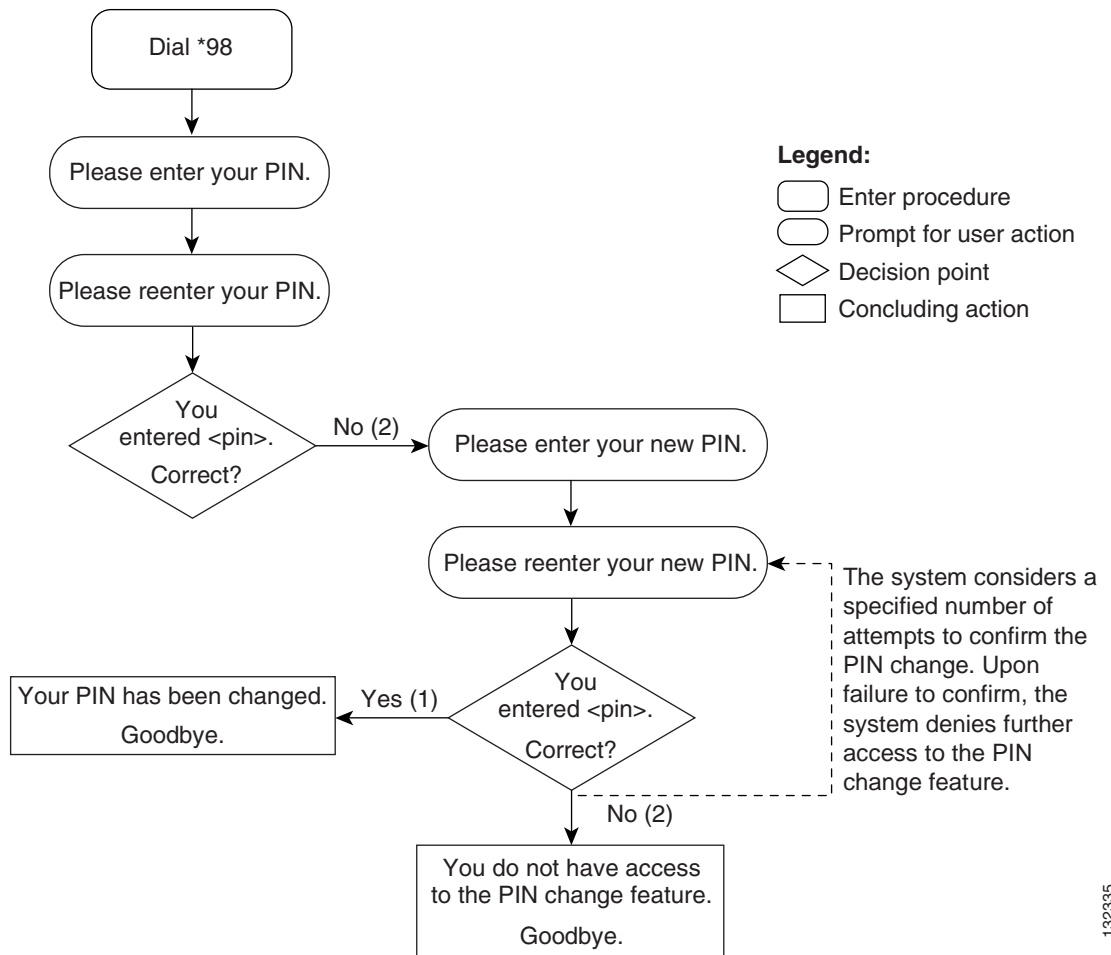 Dial *98
Please enter your PIN.
Please reenter your PIN.
Legend:
Enter procedure
Prompt for user action
Decision point
Concluding action
You
entered <pin>.
Correct?
No (2)
Please enter your new PIN.
Please reenter your new PIN.
The system considers a
specified number of
attempts to confirm the
PIN change. Upon
failure to confirm, the
system denies further
access to the PIN
change feature.
You
entered <pin>.
Correct?
Yes (1)
Your PIN has been changed.
Goodbye.
No (2)
You do not have access
to the PIN change feature.
Goodbye.
132335